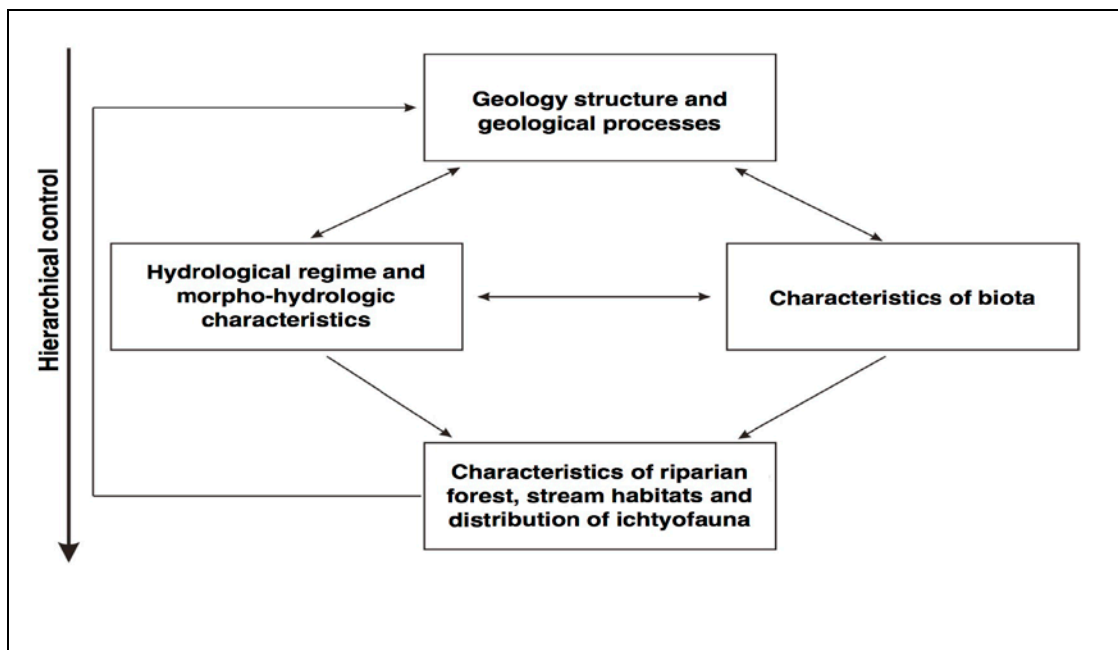 Hierarchical control
Geology structure and
geological processes
Hydrological regime and
morpho-hydrologic
characteristics
Characteristics of biota
Characteristics of riparian
forest, stream habitats and
distribution of ichtyofauna